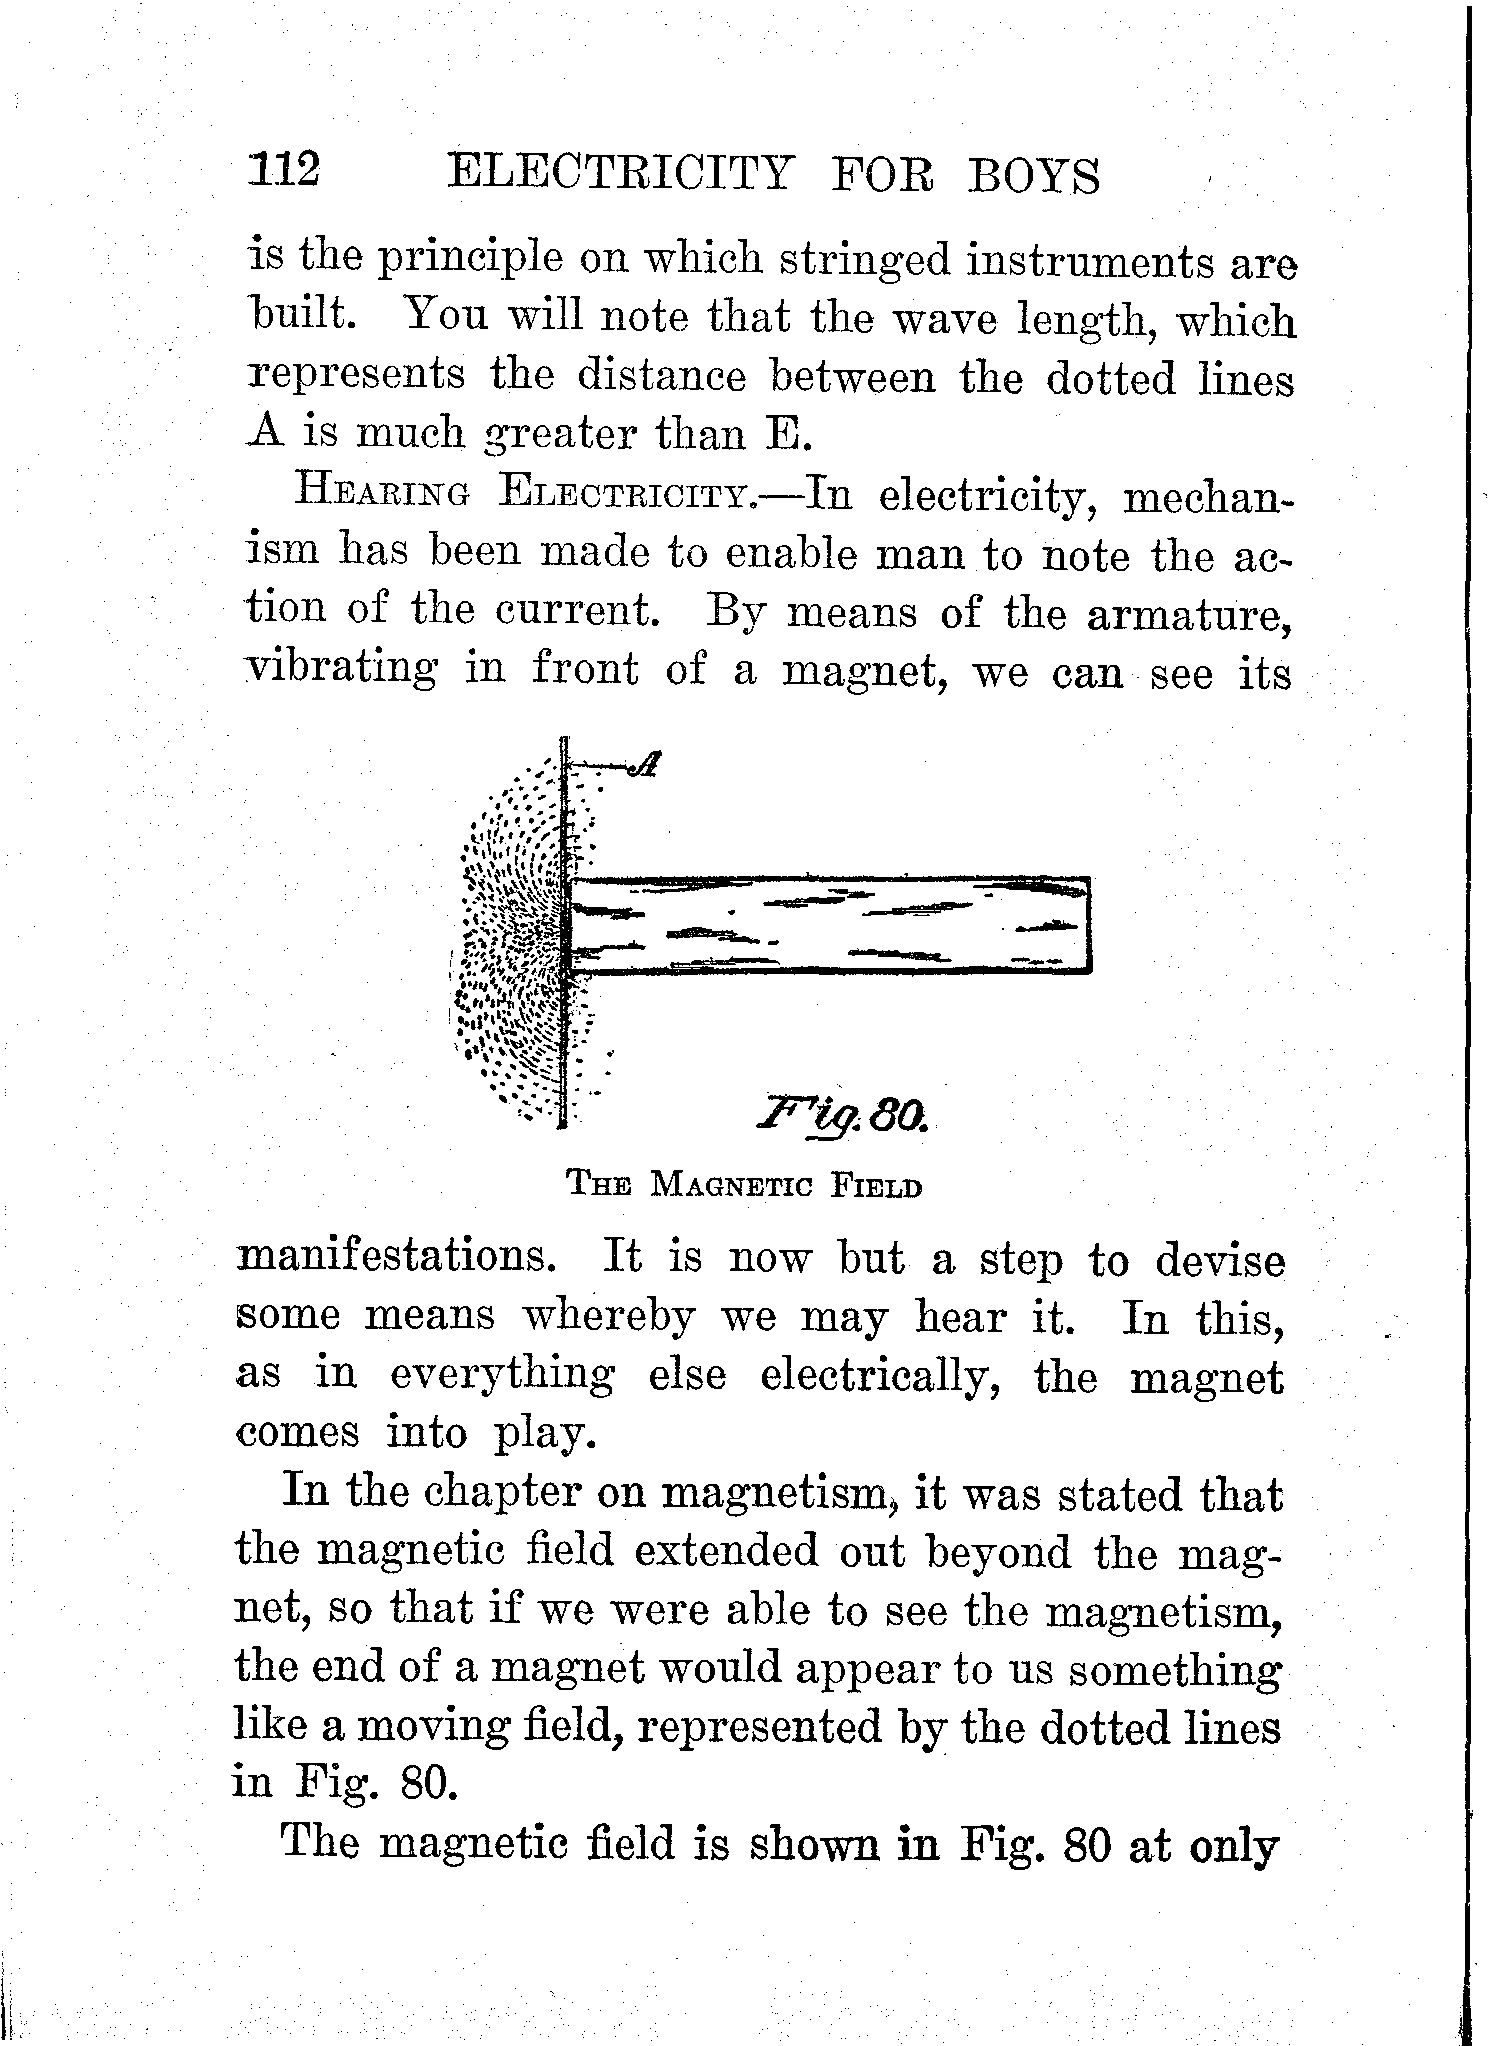 112 ELECTRICITY FOR BOYS
is the principle on which stringed instruments are
built. You will note that the wave length, which
represents the distance between the dotted lines
A is much greater than E.
HEARING ELECTRICITY.—In electricity, mechan-
ism has been made to enable man to note the ac-
tion of the current. By means of the armature,
vibrating in front of a magnet, we can see its
A
Fig. 80.
THE MAGNETIC FIELD
manifestations. It is now but a step to devise
some means whereby we may hear it. In this,
as in everything else electrically, the magnet
comes into play.
In the chapter on magnetism, it was stated that
the magnetic field extended out beyond the mag-
net, so that if we were able to see the magnetism,
the end of a magnet would appear to us something
like a moving field, represented by the dotted lines
in Fig. 80.
The magnetic field is shown in Fig. 80 at only